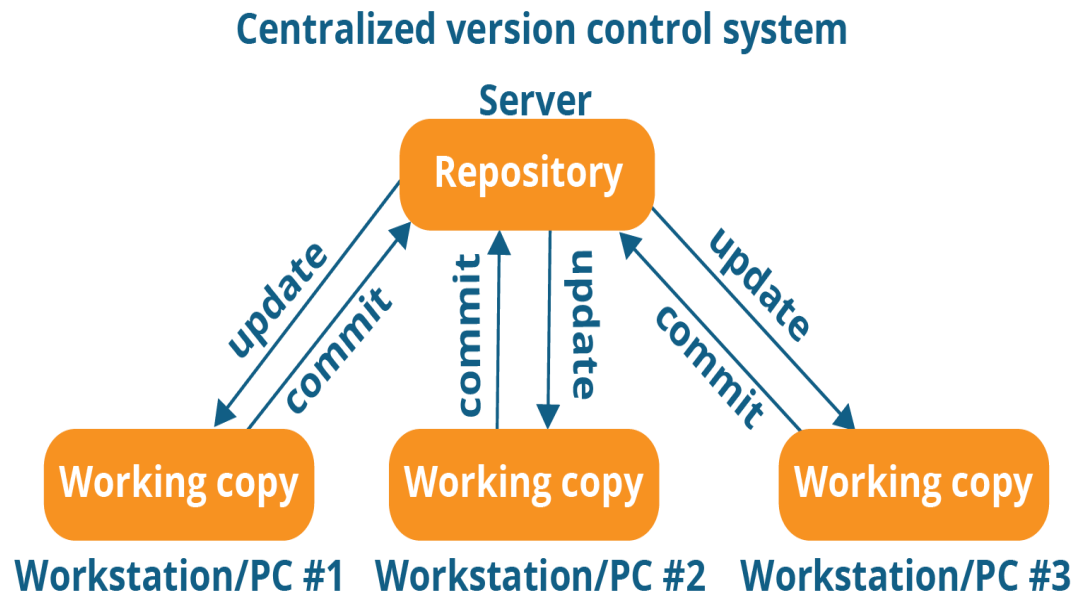 Centralized version control system
Server
Repository
update
commit
commit
update
update
commit
Working copy
Working copy
Working copy
Workstation/PC #1
Workstation/PC #2
Workstation/PC #3